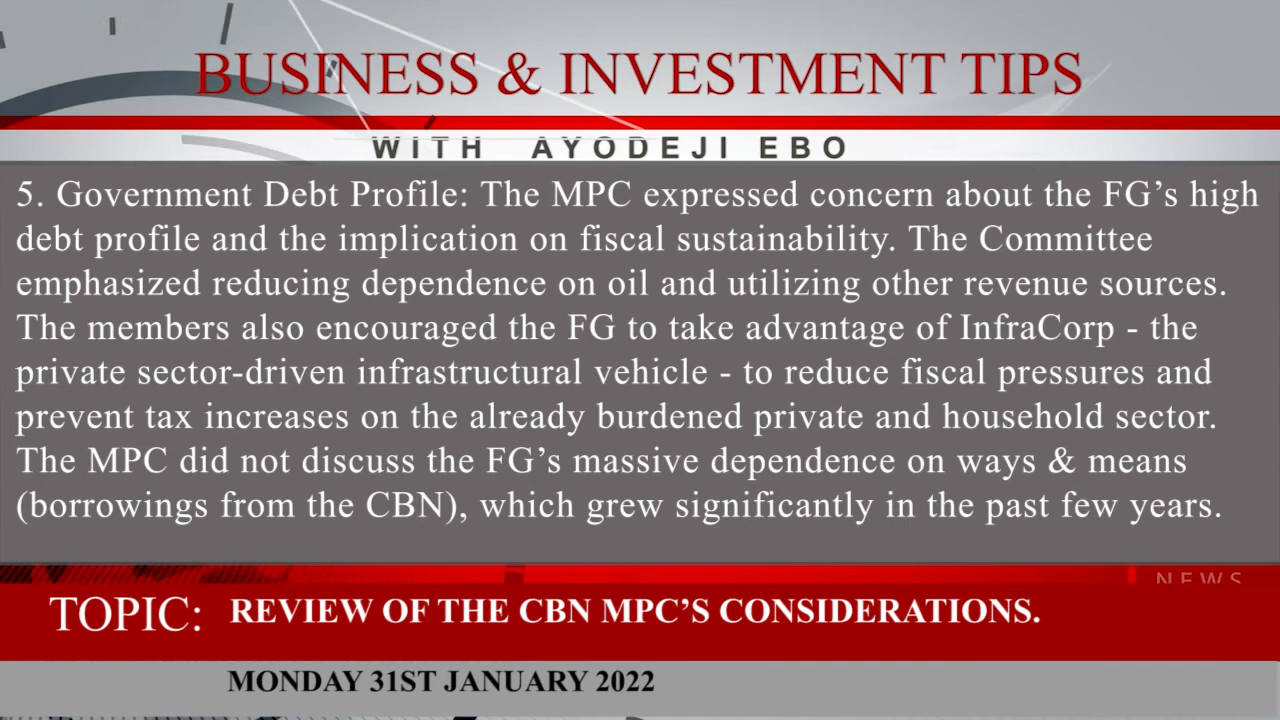 BUSINESS & INVESTMENT TIPS
WITH AYODEJI EBO
5. Government Debt Profile: The MPC expressed concern about the FG’s high
debt profile and the implication on fiscal sustainability. The Committee
emphasized reducing dependence on oil and utilizing other revenue sources.
The members also encouraged the FG to take advantage of InfraCorp - the
private sector-driven infrastructural vehicle - to reduce fiscal pressures and
prevent tax increases on the already burdened private and household sector.
The MPC did not discuss the FG’s massive dependence on ways & means
(borrowings from the CBN), which grew significantly in the past few years.
NEWS
TOPIC: REVIEW OF THE CBN MPC’S CONSIDERATIONS.
MONDAY 31ST JANUARY 2022